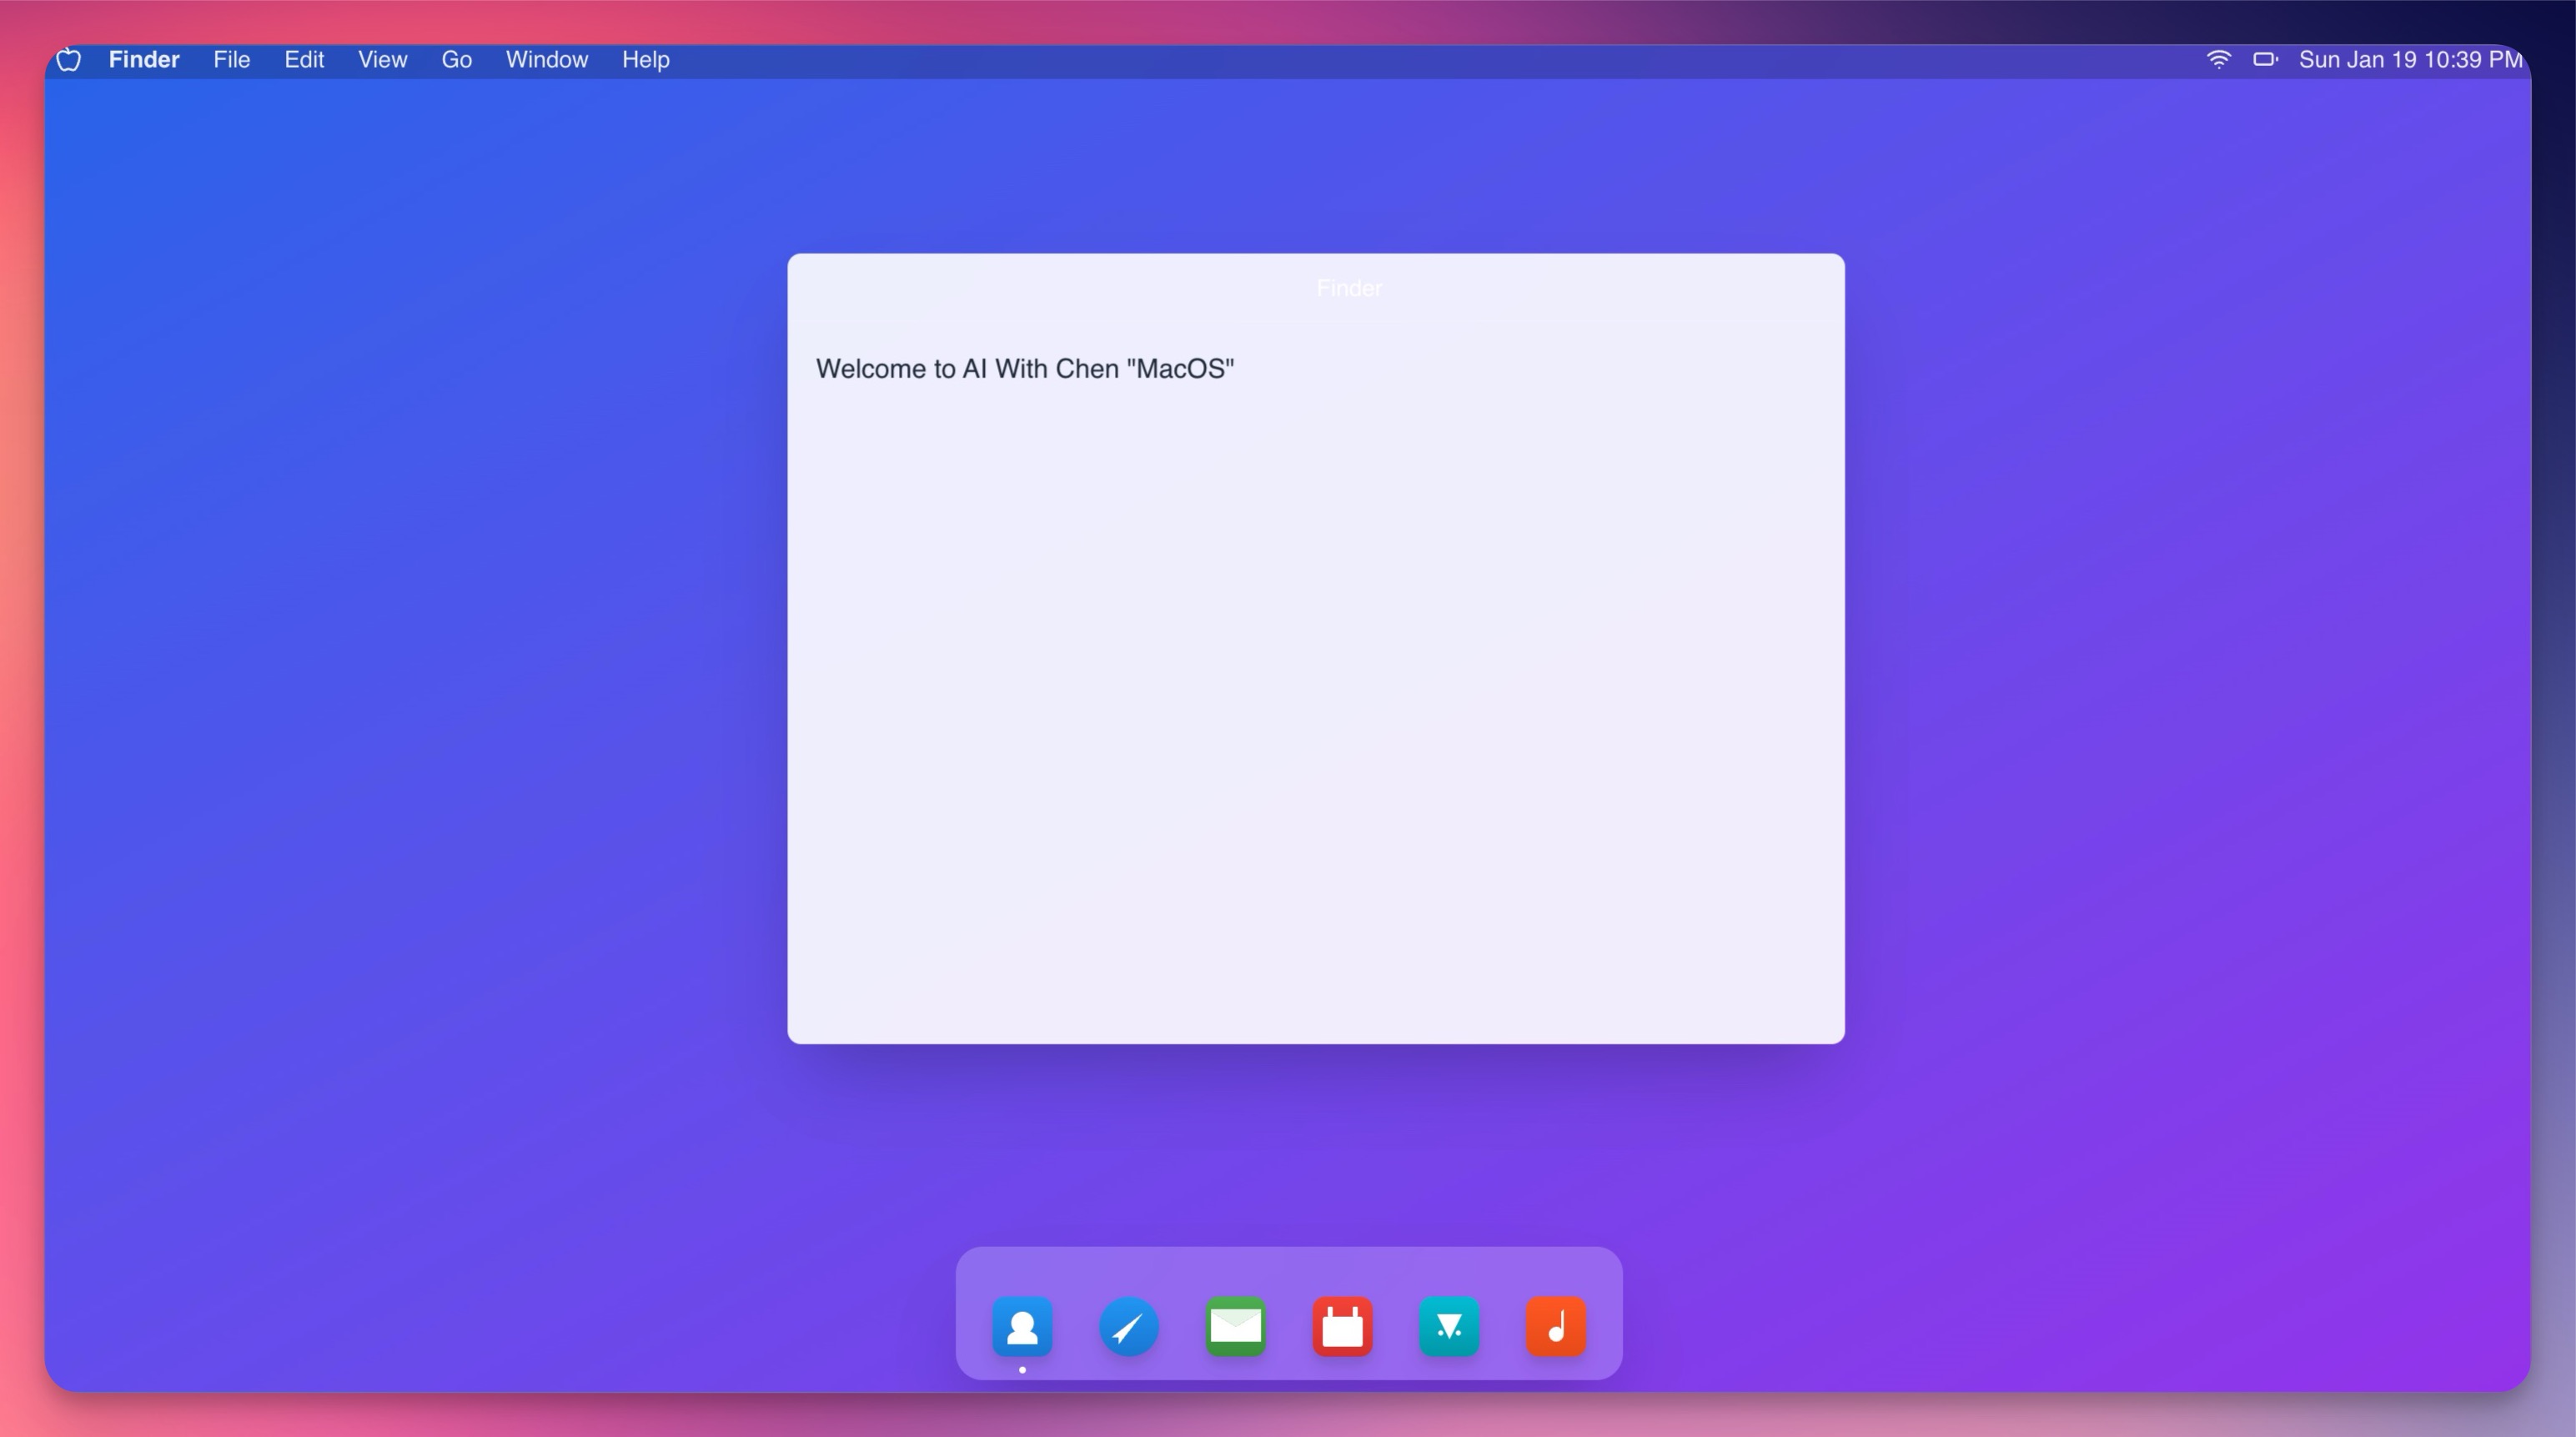 Finder File Edit View Go Window Help Sun Jan 19 10:39 PM
Finder
Welcome to AI With Chen "MacOS"